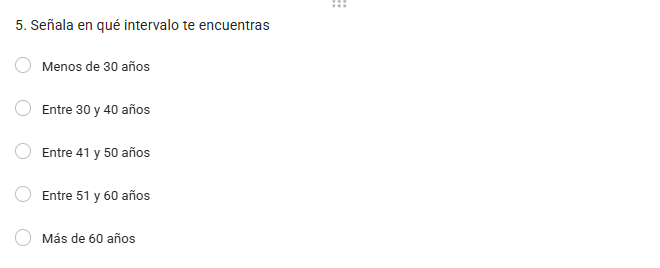 5. Señala en qué intervalo te encuentras
Menos de 30 años
Entre 30 y 40 años
Entre 41 y 50 años
Entre 51 y 60 años
Más de 60 años